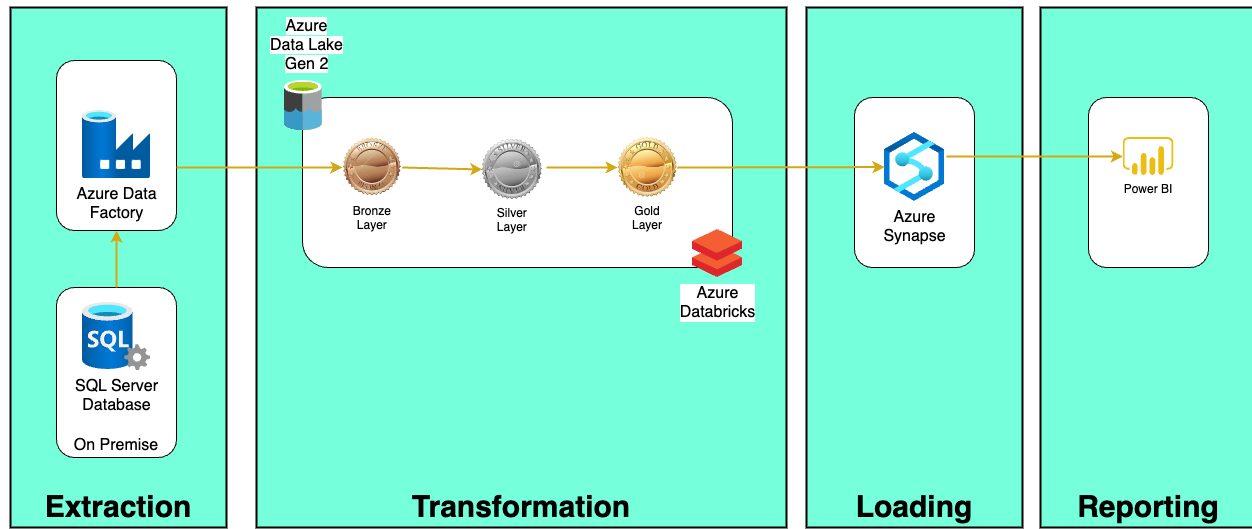 Azure
Data Lake
Gen 2
Azure Data
Factory
Bronze
Layer
Silver
Layer
Gold
Layer
Azure
Synapse
Power BI
Azure
Databricks
SQL
SQL Server
Database
On Premise
Extraction
Transformation
Loading
Reporting